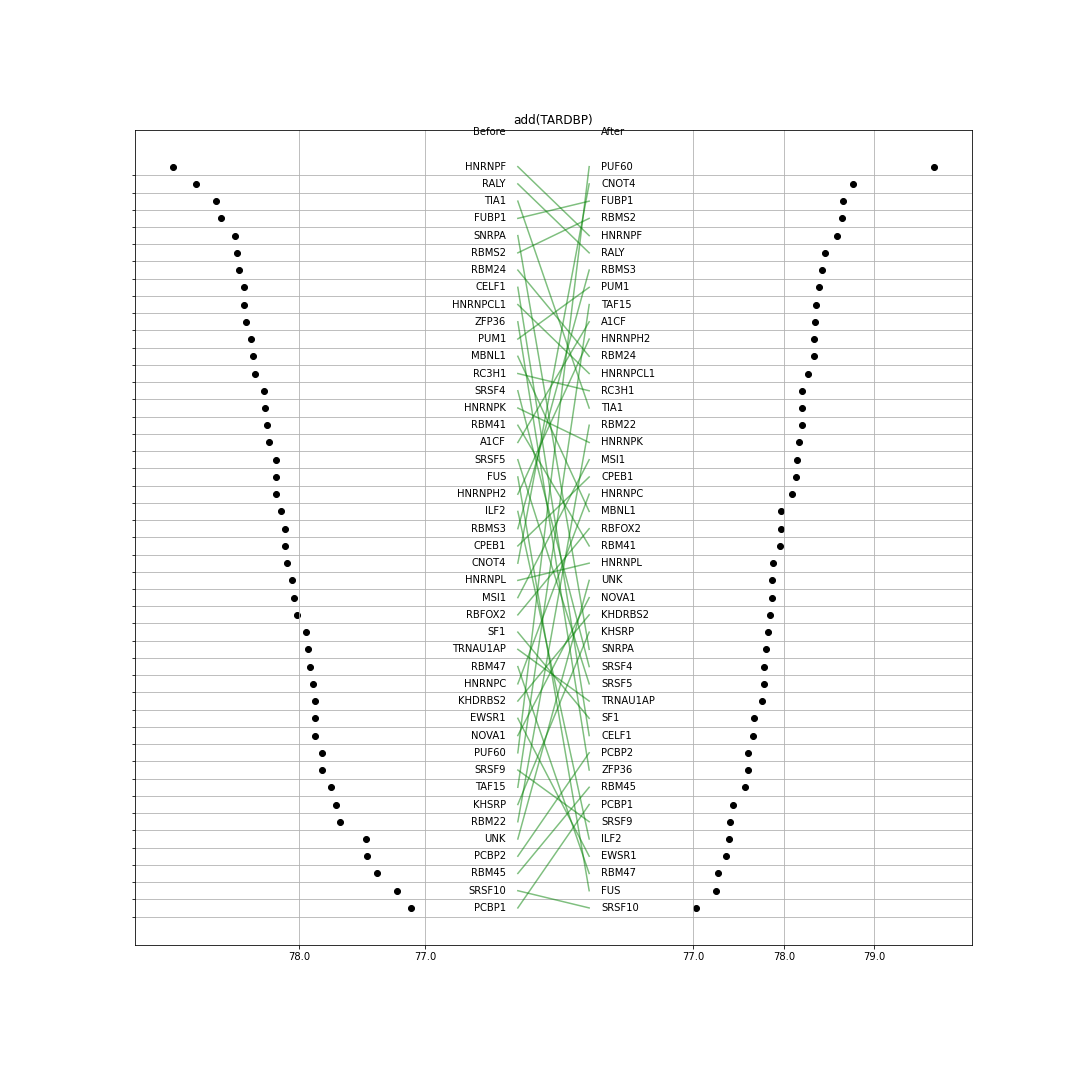 add(TARDBP)
Before After
HNRNPF PUF60
RALY CNOT4
TIA1 FUBP1
FUBP1 RBMS2
SNRPA HNRNPF
RBMS2 RALY
RBM24 RBMS3
CELF1 PUM1
HNRNPCL1 TAF15
ZFP36 A1CF
PUM1 HNRNPH2
MBNL1 RBM24
RC3H1 HNRNPCL1
SRSF4 RC3H1
HNRNPK TIA1
RBM41 RBM22
A1CF HNRNPK
SRSF5 MSI1
FUS CPEB1
HNRNPH2 HNRNPC
ILF2 MBNL1
RBMS3 RBFOX2
CPEB1 RBM41
CNOT4 HNRNPL
HNRNPL UNK
MSI1 NOVA1
RBFOX2 KHDRBS2
SF1 KHSRP
TRNAU1AP SNRPA
RBM47 SRSF4
HNRNPC SRSF5
KHDRBS2 TRNAU1AP
EWSR1 SF1
NOVA1 CELF1
PUF60 PCBP2
SRSF9 ZFP36
TAF15 RBM45
KHSRP PCBP1
RBM22 SRSF9
UNK ILF2
PCBP2 EWSR1
RBM45 RBM47
SRSF10 FUS
PCBP1 SRSF10
78.0 77.0 77.0 78.0 79.0